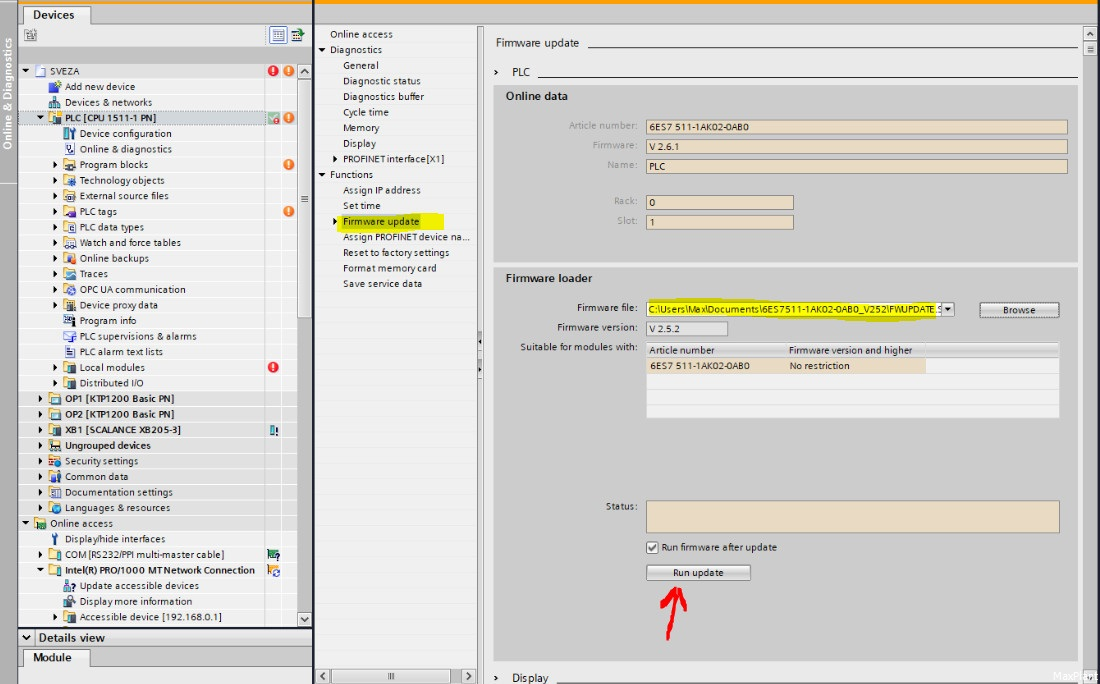 Devices
Online & Diagnostics
SVEZA
Add new device
Devices & networks
PLC [CPU 1511-1 PN]
Device configuration
Online & diagnostics
Program blocks
Technology objects
External source files
PLC tags
PLC data types
Watch and force tables
Online backups
Traces
OPC UA communication
Device proxy data
Program info
PLC supervisions & alarms
PLC alarm text lists
Local modules
Distributed I/O
OP1 [KTP1200 Basic PN]
OP2 [KTP1200 Basic PN]
XB1 [SCALANCE XB205-3]
Ungrouped devices
Security settings
Common data
Documentation settings
Languages & resources
Online access
Display/hide interfaces
COM [RS232/PPI multi-master cable]
Intel(R) PRO/1000 MT Network Connection
Update accessible devices
Display more information
Accessible device [192.168.0.1]
Details view
Module
Online access
Diagnostics
General
Diagnostic status
Diagnostics buffer
Cycle time
Memory
Display
PROFINET interface[X1]
Functions
Assign IP address
Set time
Firmware update
Assign PROFINET device na...
Reset to factory settings
Format memory card
Save service data
Firmware update
PLC
Online data
Article number: 6ES7 511-1AK02-0AB0
Firmware: V 2.6.1
Name: PLC
Rack: 0
Slot: 1
Firmware loader
Firmware file: C:\Users\Max\Documents\6ES7511-1AK02-0AB0_V252\FWUPDATE.S Browse
Firmware version: V 2.5.2
Suitable for modules with: Article number Firmware version and higher
6ES7 511-1AK02-0AB0 No restriction
Status:
Run firmware after update
Run update
Display